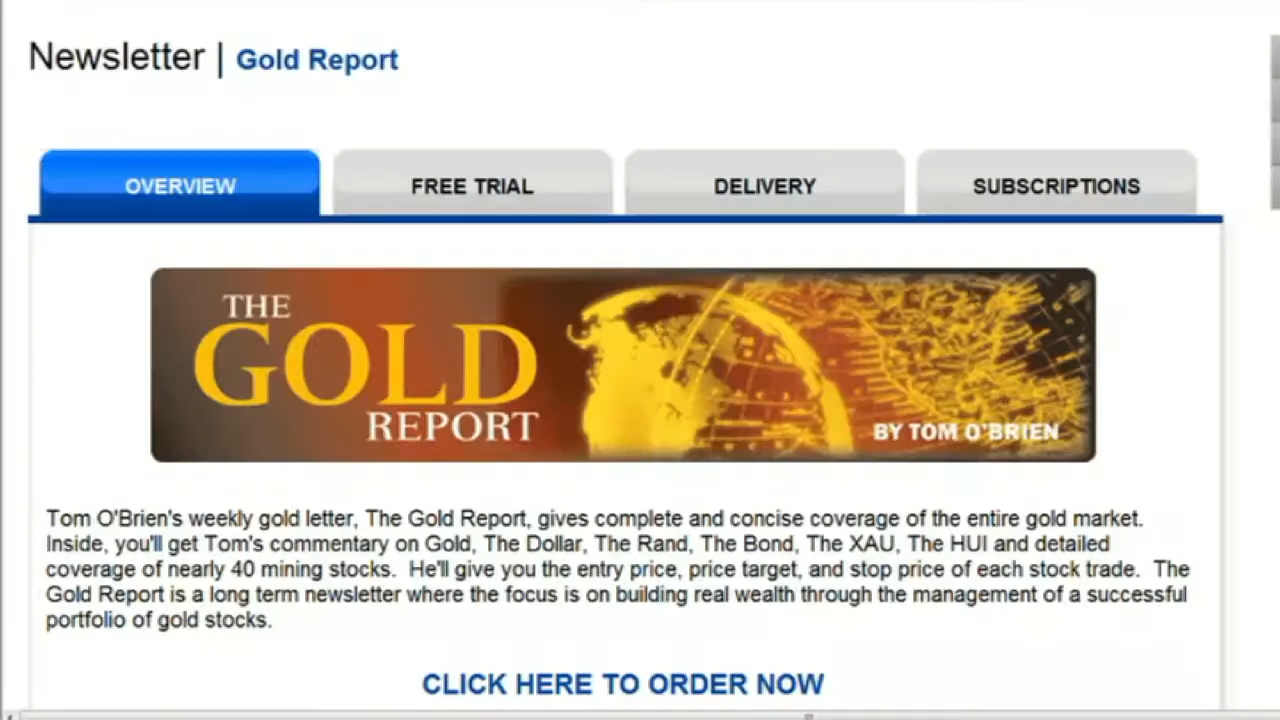 Newsletter | Gold Report
OVERVIEW
FREE TRIAL
DELIVERY
SUBSCRIPTIONS
THE
GOLD
REPORT
BY TOM O'BRIEN
Tom O'Brien's weekly gold letter, The Gold Report, gives complete and concise coverage of the entire gold market.
Inside, you'll get Tom's commentary on Gold, The Dollar, The Rand, The Bond, The XAU, The HUI and detailed
coverage of nearly 40 mining stocks.  He'll give you the entry price, price target, and stop price of each stock trade.  The
Gold Report is a long term newsletter where the focus is on building real wealth through the management of a successful
portfolio of gold stocks.
CLICK HERE TO ORDER NOW